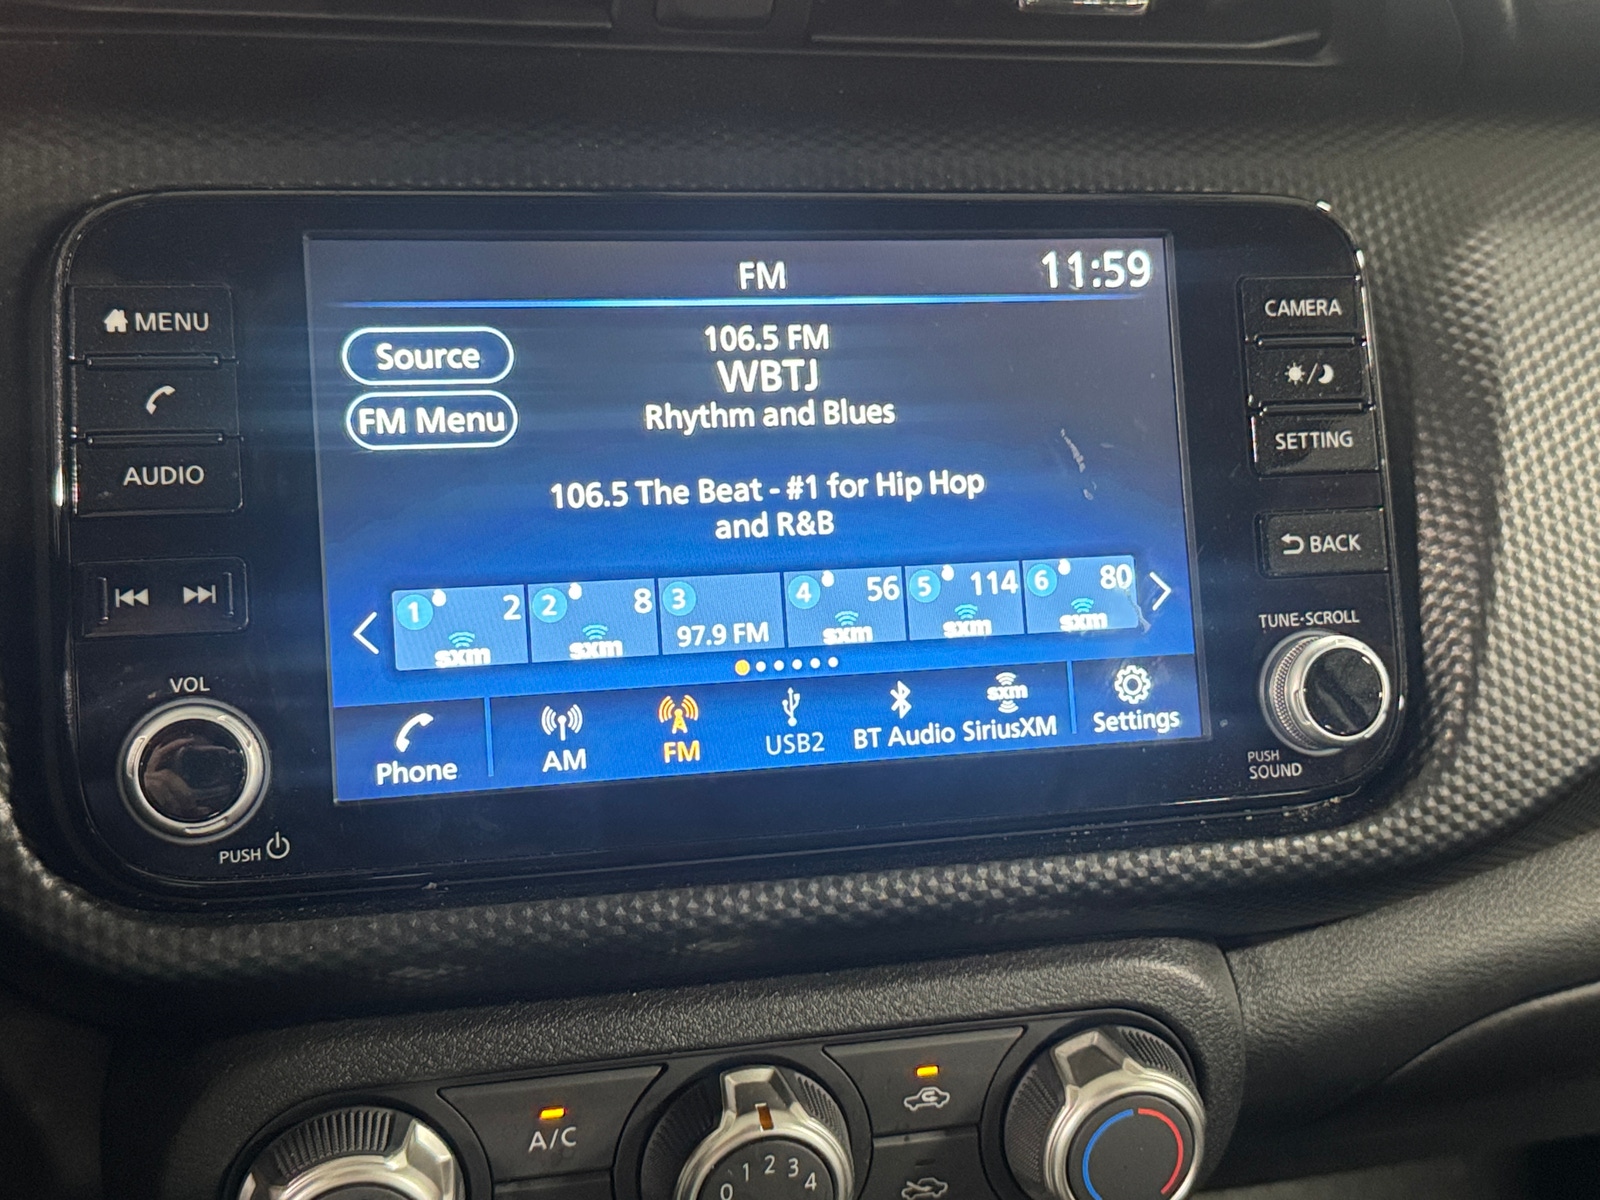 FM
11:59
MENU
Source
106.5 FM
WBTJ
FM Menu
Rhythm and Blues
CAMERA
SETTING
AUDIO
106.5 The Beat - #1 for Hip Hop
and R&B
BACK
1 2 sxm
2 8 sxm
3 97.9 FM
4 56 sxm
5 114 sxm
6 80 sxm
TUNE·SCROLL
VOL
Phone
AM
FM
USB2
BT Audio
sxm
SiriusXM
Settings
PUSH
SOUND
PUSH
A/C
0 1 2 3 4